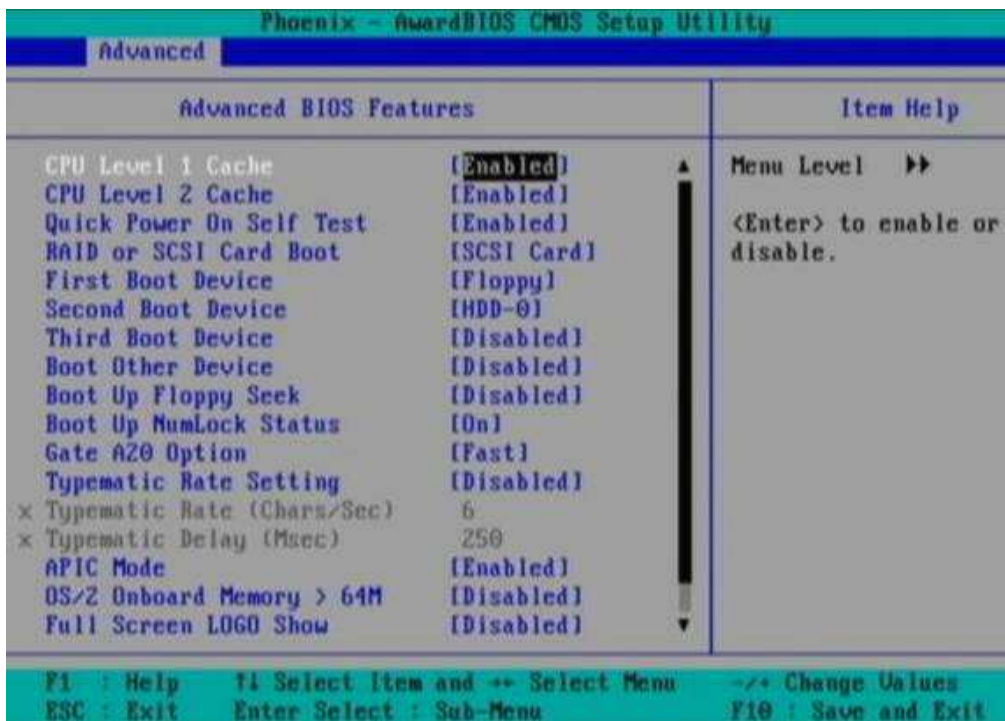 Phoenix - AwardBIOS CMOS Setup Utility
Advanced
Advanced BIOS Features
Item Help
CPU Level 1 Cache [Enabled]
CPU Level 2 Cache [Enabled]
Quick Power On Self Test [Enabled]
RAID or SCSI Card Boot [SCSI Card]
First Boot Device [Floppy]
Second Boot Device [HDD-0]
Third Boot Device [Disabled]
Boot Other Device [Disabled]
Boot Up Floppy Seek [Disabled]
Boot Up NumLock Status [On]
Gate A20 Option [Fast]
Typematic Rate Setting [Disabled]
x Typematic Rate (Chars/Sec) 6
x Typematic Delay (Msec) 250
APIC Mode [Enabled]
OS/2 Onboard Memory > 64M [Disabled]
Full Screen LOGO Show [Disabled]
Menu Level ▶▶
<Enter> to enable or
disable.
F1 : Help ↑↓ Select Item and ↔ Select Menu -/+ Change Values
ESC : Exit Enter Select : Sub-Menu F10 : Save and Exit